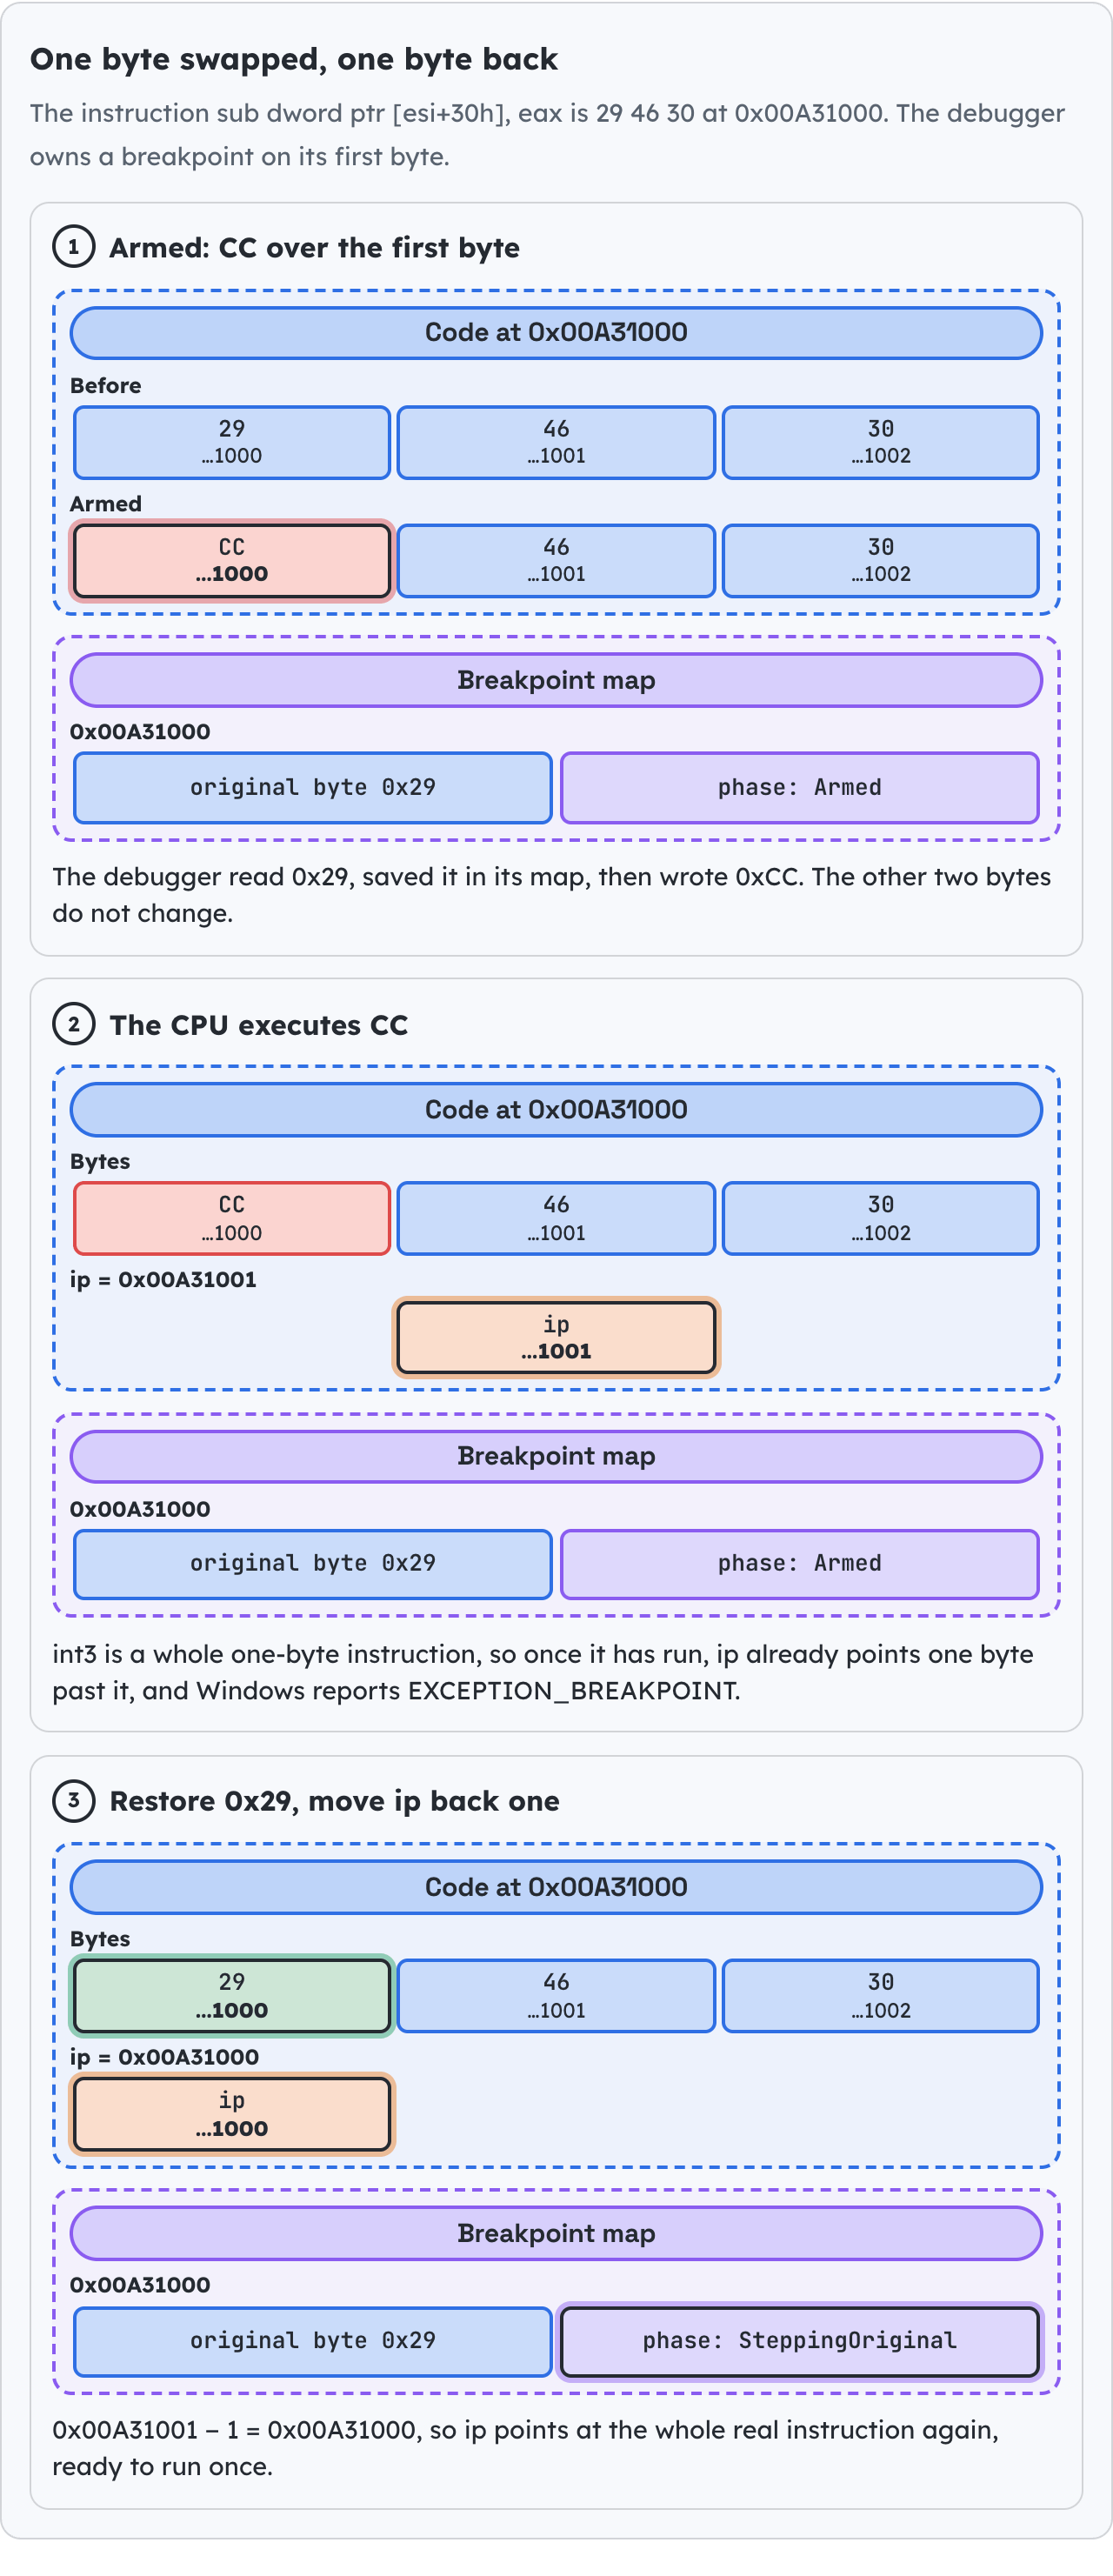 One byte swapped, one byte back
The instruction sub dword ptr [esi+30h], eax is 29 46 30 at 0x00A31000. The debugger
owns a breakpoint on its first byte.
1 Armed: CC over the first byte
Code at 0x00A31000
Before
29 46 30
…1000 …1001 …1002
Armed
CC 46 30
…1000 …1001 …1002
Breakpoint map
0x00A31000
original byte 0x29 phase: Armed
The debugger read 0x29, saved it in its map, then wrote 0xCC. The other two bytes
do not change.
2 The CPU executes CC
Code at 0x00A31000
Bytes
CC 46 30
…1000 …1001 …1002
ip = 0x00A31001
ip
…1001
Breakpoint map
0x00A31000
original byte 0x29 phase: Armed
int3 is a whole one-byte instruction, so once it has run, ip already points one byte
past it, and Windows reports EXCEPTION_BREAKPOINT.
3 Restore 0x29, move ip back one
Code at 0x00A31000
Bytes
29 46 30
…1000 …1001 …1002
ip = 0x00A31000
ip
…1000
Breakpoint map
0x00A31000
original byte 0x29 phase: SteppingOriginal
0x00A31001 – 1 = 0x00A31000, so ip points at the whole real instruction again,
ready to run once.